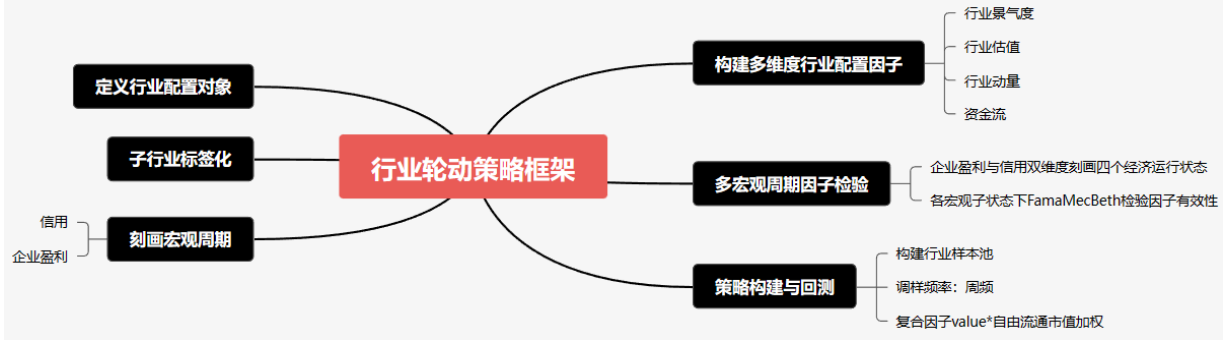 行业轮动策略框架
定义行业配置对象
子行业标签化
刻画宏观周期
信用
企业盈利
构建多维度行业配置因子
行业景气度
行业估值
行业动量
资金流
多宏观周期因子检验
企业盈利与信用双维度刻画四个经济运行状态
各宏观子状态下FamaMecBeth检验因子有效性
策略构建与回测
构建行业样本池
调样频率：周频
复合因子value*自由流通市值加权